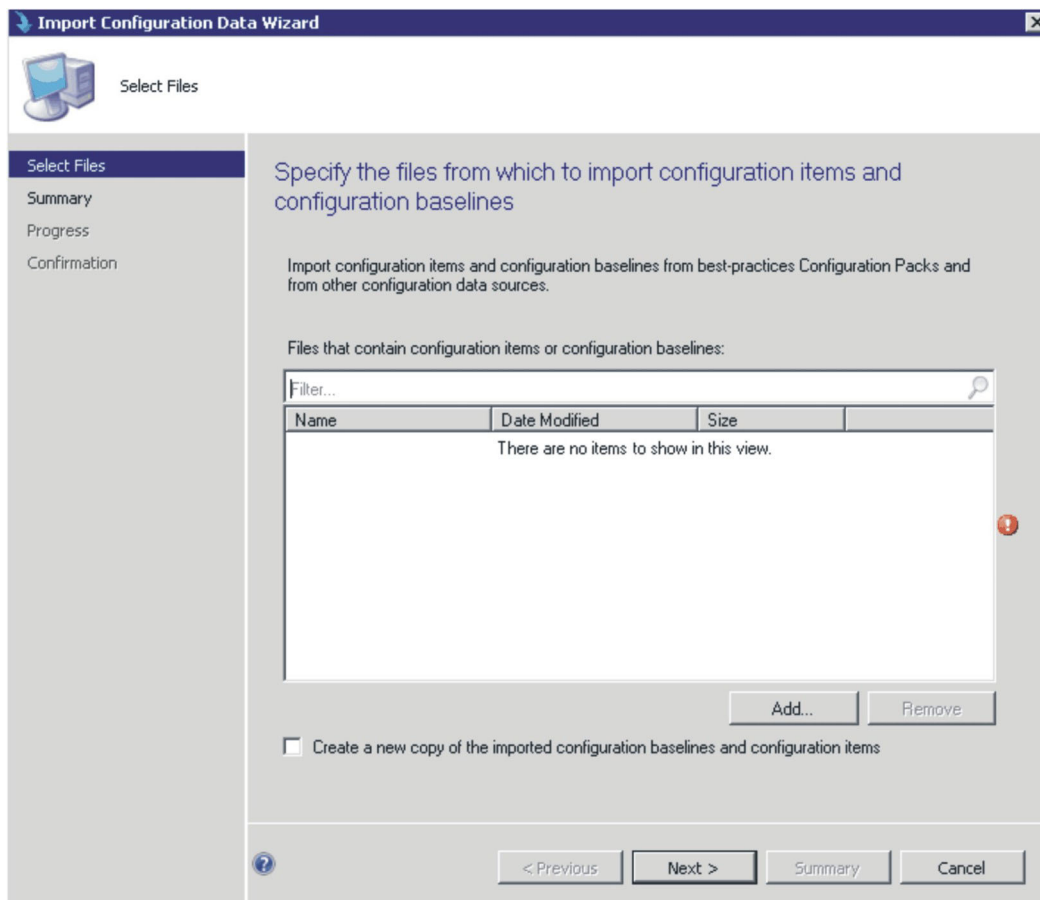 Import Configuration Data Wizard
Select Files
Select Files
Summary
Progress
Confirmation
Specify the files from which to import configuration items and
configuration baselines
Import configuration items and configuration baselines from best-practices Configuration Packs and
from other configuration data sources.
Files that contain configuration items or configuration baselines:
Filter...
Name Date Modified Size
There are no items to show in this view.
Add... Remove
Create a new copy of the imported configuration baselines and configuration items
< Previous Next > Summary Cancel